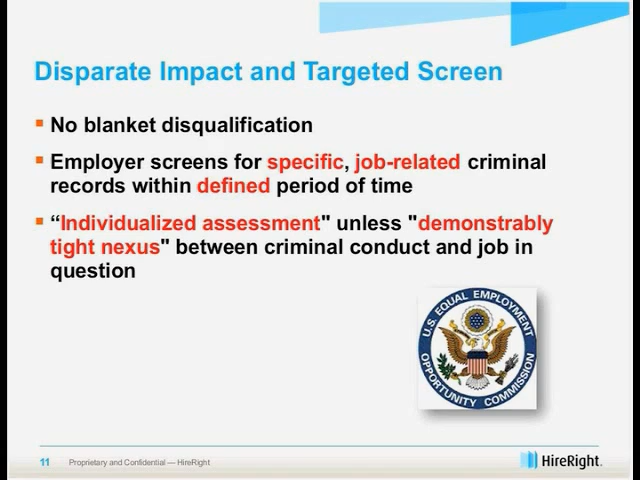 Disparate Impact and Targeted Screen
No blanket disqualification
Employer screens for specific, job-related criminal
records within defined period of time
“Individualized assessment" unless "demonstrably
tight nexus" between criminal conduct and job in
question
U.S. EQUAL EMPLOYMENT
OPPORTUNITY COMMISSION
11 Proprietary and Confidential — HireRight
HireRight.